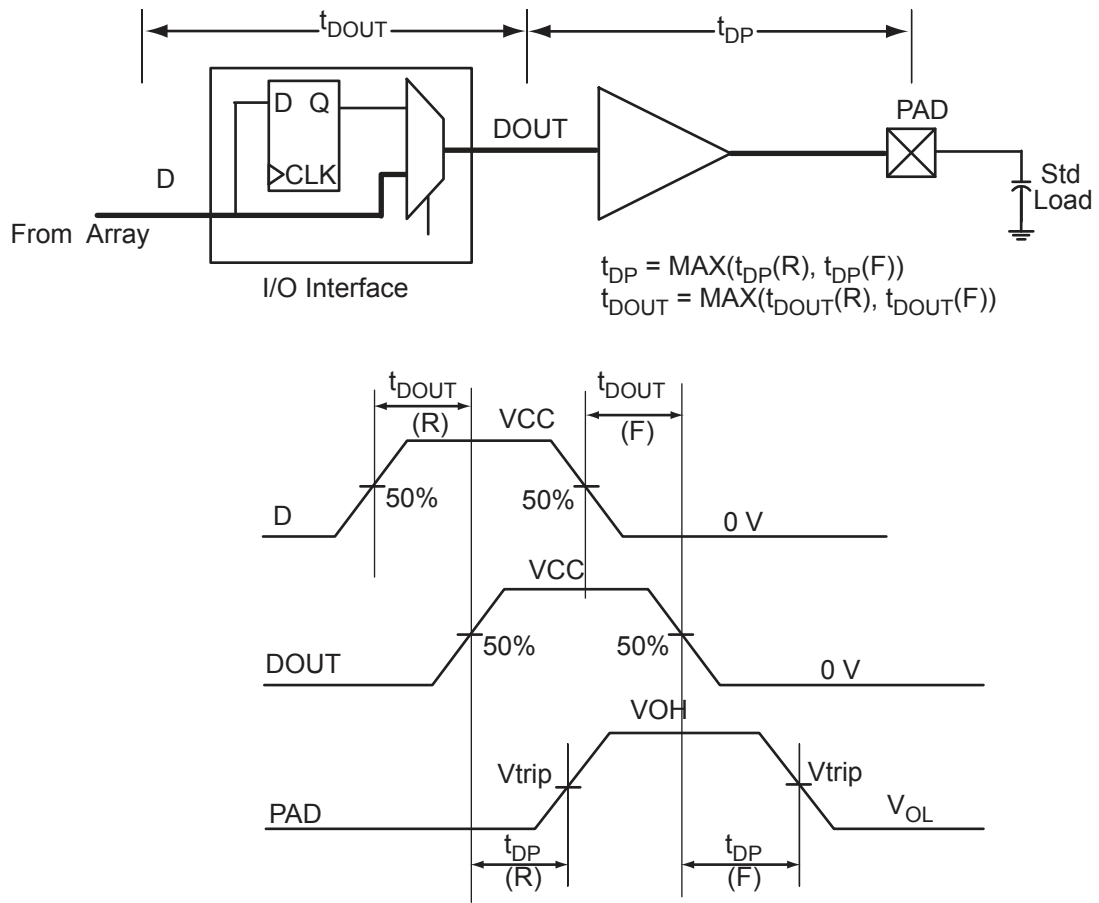 tDOUT
tDP
D Q
CLK
D
From Array
I/O Interface
DOUT
PAD
Std
Load
tDP = MAX(tDP(R), tDP(F))
tDOUT = MAX(tDOUT(R), tDOUT(F))
tDOUT
(R)
VCC
tDOUT
(F)
50%
50%
D
0 V
VCC
50%
50%
DOUT
0 V
VOH
Vtrip
Vtrip
PAD
VOL
tDP
(R)
tDP
(F)